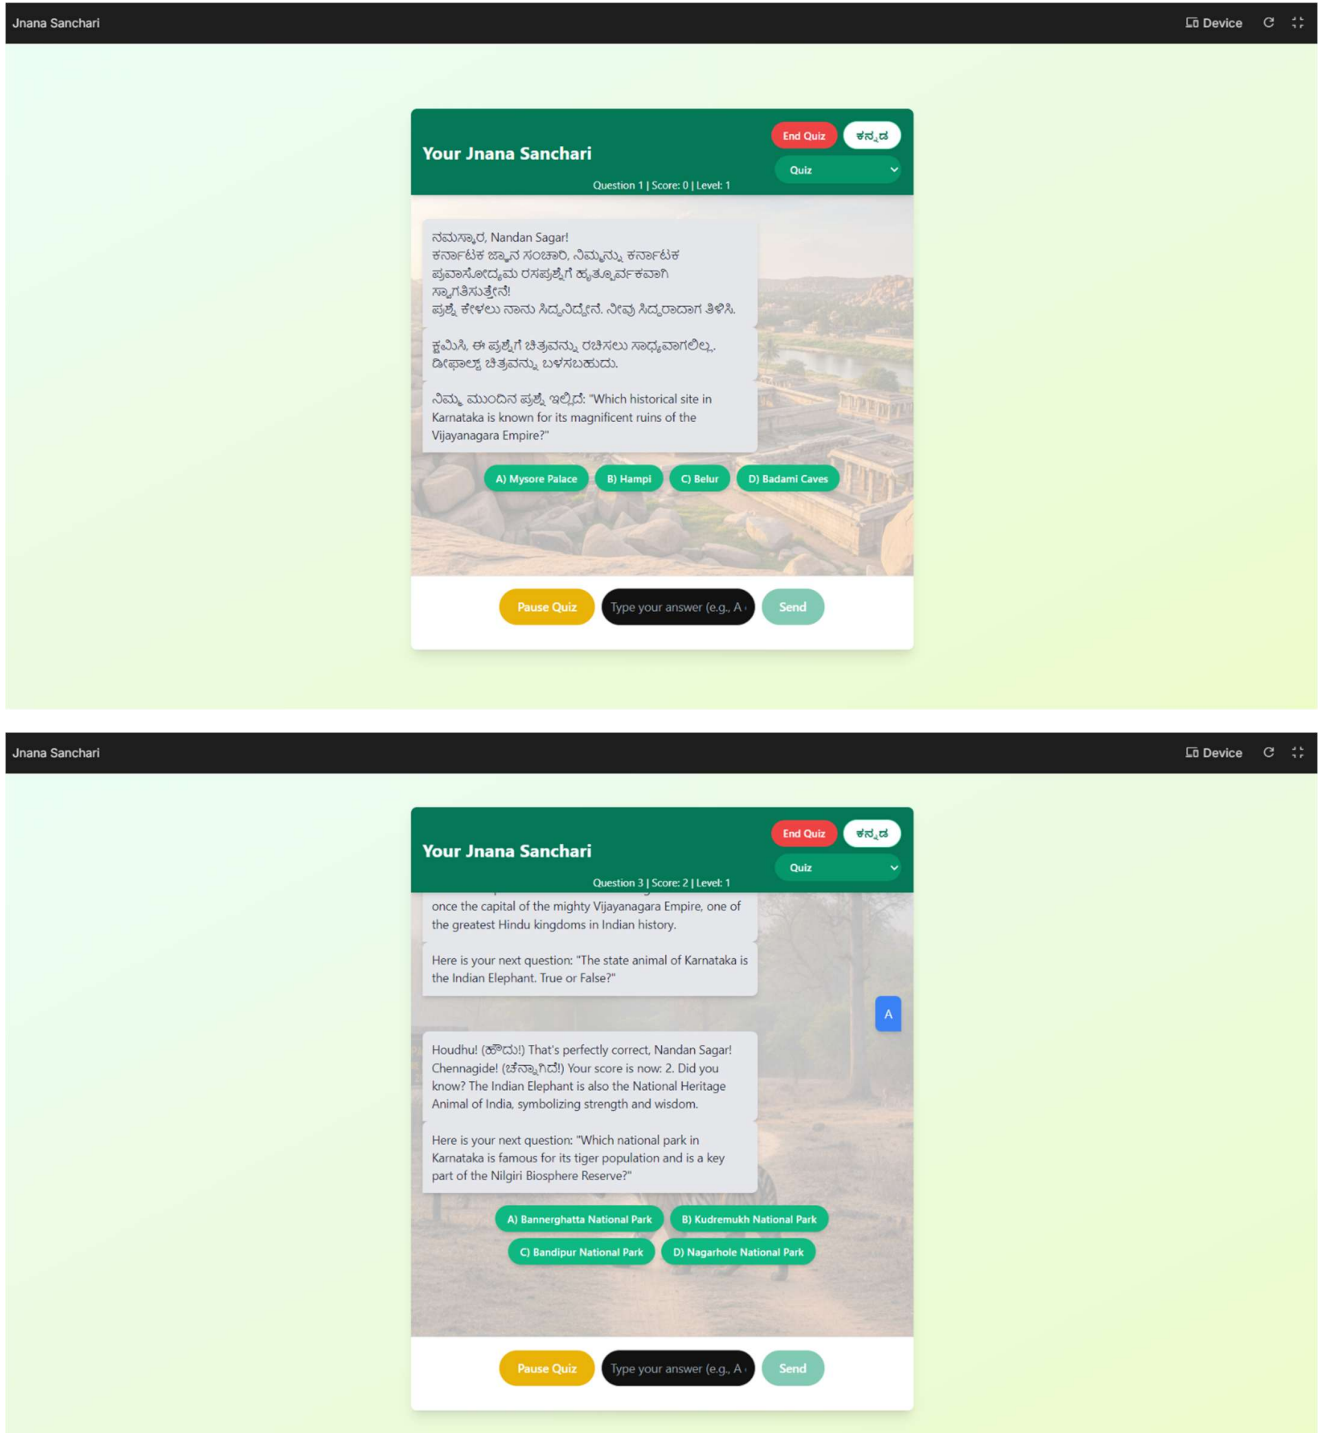 Jnana Sanchari
Device
End Quiz
ಕನ್ನಡ
Your Jnana Sanchari
Quiz
Question 1 | Score: 0 | Level: 1
ನಮಸ್ಕಾರ, Nandan Sagar!
ಕರ್ನಾಟಕ ಜ್ಞಾನ ಸಂಚಾರಿ, ನಿಮ್ಮನ್ನು ಕರ್ನಾಟಕ
ಪ್ರವಾಸೋದ್ಯಮ ರಸಪ್ರಶ್ನೆಗೆ ಹೃತ್ಪೂರ್ವಕವಾಗಿ
ಸ್ವಾಗತಿಸುತ್ತೇನೆ!
ಪ್ರಶ್ನೆ ಕೇಳಲು ನಾನು ಸಿದ್ಧನಿದ್ದೇನೆ. ನೀವು ಸಿದ್ಧರಾದಾಗ ತಿಳಿಸಿ.
ಕ್ಷಮಿಸಿ, ಈ ಪ್ರಶ್ನೆಗೆ ಚಿತ್ರವನ್ನು ರಚಿಸಲು ಸಾಧ್ಯವಾಗಲಿಲ್ಲ.
ಡೀಫಾಲ್ಟ್ ಚಿತ್ರವನ್ನು ಬಳಸಬಹುದು.
ನಿಮ್ಮ ಮುಂದಿನ ಪ್ರಶ್ನೆ ಇಲ್ಲಿದೆ: "Which historical site in
Karnataka is known for its magnificent ruins of the
Vijayanagara Empire?"
A) Mysore Palace B) Hampi C) Belur D) Badami Caves
Pause Quiz Type your answer (e.g., A Send
Jnana Sanchari
Device
End Quiz
ಕನ್ನಡ
Your Jnana Sanchari
Quiz
Question 3 | Score: 2 | Level: 1
once the capital of the mighty Vijayanagara Empire, one of
the greatest Hindu kingdoms in Indian history.
Here is your next question: "The state animal of Karnataka is
the Indian Elephant. True or False?"
A
Houdhu! (ಹೌದು!) That's perfectly correct, Nandan Sagar!
Chennagide! (ಚೆನ್ನಾಗಿದೆ!) Your score is now: 2. Did you
know? The Indian Elephant is also the National Heritage
Animal of India, symbolizing strength and wisdom.
Here is your next question: "Which national park in
Karnataka is famous for its tiger population and is a key
part of the Nilgiri Biosphere Reserve?"
A) Bannerghatta National Park B) Kudremukh National Park
C) Bandipur National Park D) Nagarhole National Park
Pause Quiz Type your answer (e.g., A Send